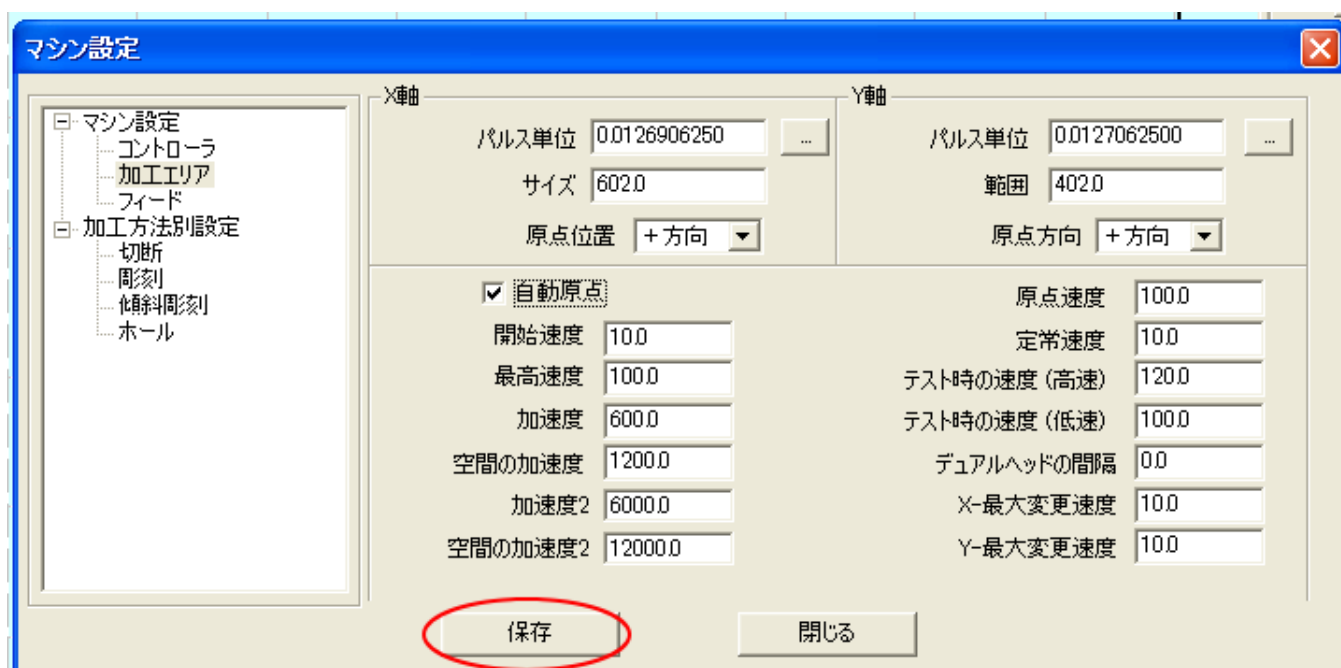 マシン設定
マシン設定
コントローラ
加工エリア
フィード
加工方法別設定
切断
彫刻
傾斜彫刻
ホール
X軸
パルス単位 0.0126906250 ...
サイズ 602.0
原点位置 +方向
Y軸
パルス単位 0.0127062500 ...
範囲 402.0
原点方向 +方向
自動原点
開始速度 10.0
最高速度 100.0
加速度 600.0
空間の加速度 1200.0
加速度2 6000.0
空間の加速度2 12000.0
原点速度 100.0
定常速度 10.0
テスト時の速度 (高速) 120.0
テスト時の速度 (低速) 100.0
デュアルヘッドの間隔 0.0
X-最大変更速度 10.0
Y-最大変更速度 10.0
保存 閉じる